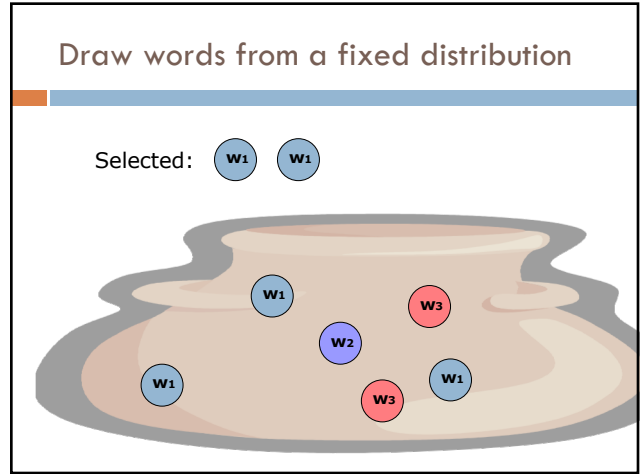 Draw words from a fixed distribution
Selected: w1 w1
w1 w3
w2
w1 w1
w3